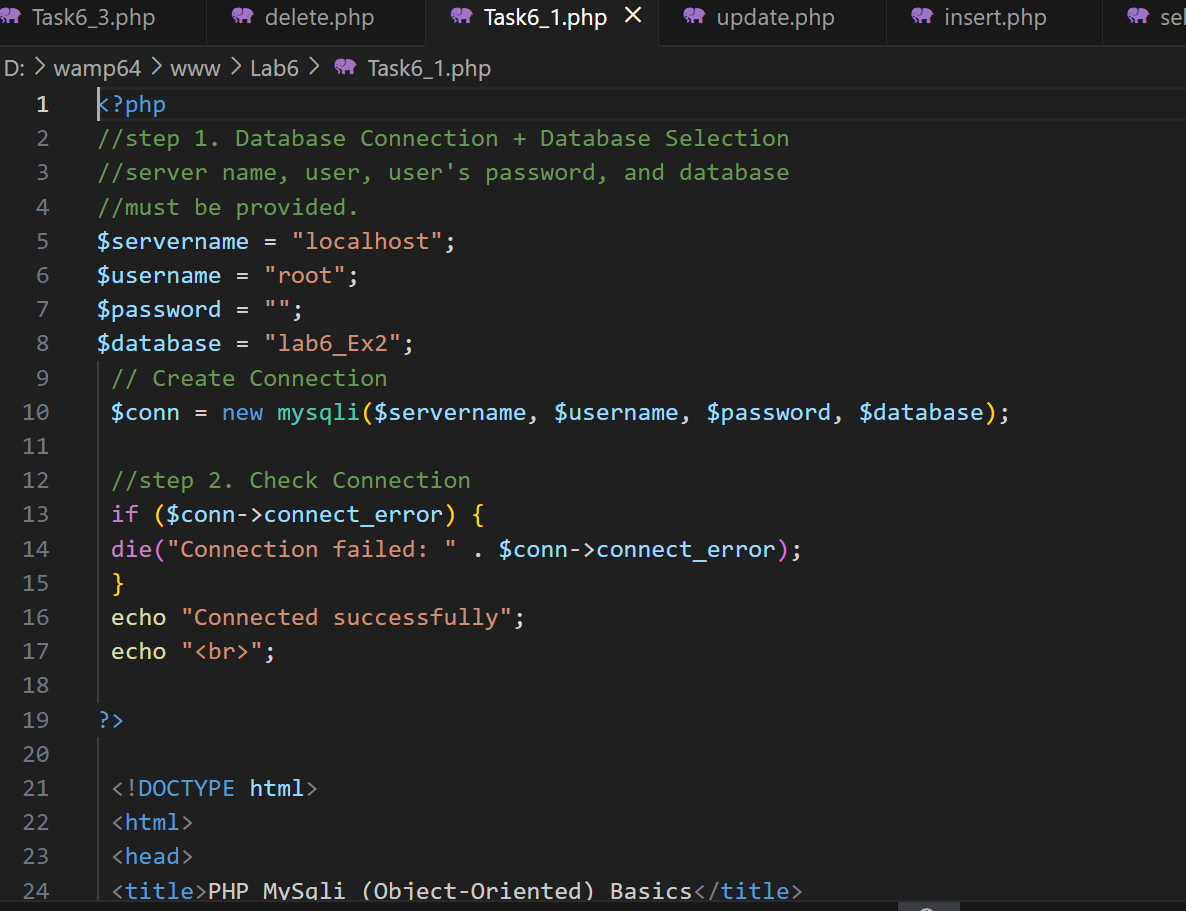 Task6_3.php delete.php Task6_1.php × update.php insert.php sel
D: > wamp64 > www > Lab6 > Task6_1.php
1 <?php
2 //step 1. Database Connection + Database Selection
3 //server name, user, user's password, and database
4 //must be provided.
5 $servername = "localhost";
6 $username = "root";
7 $password = "";
8 $database = "lab6_Ex2";
9 // Create Connection
10 $conn = new mysqli($servername, $username, $password, $database);
11
12 //step 2. Check Connection
13 if ($conn->connect_error) {
14 die("Connection failed: " . $conn->connect_error);
15 }
16 echo "Connected successfully";
17 echo "<br>";
18
19 ?>
20
21 <!DOCTYPE html>
22 <html>
23 <head>
24 <title>PHP MySqli (Object-Oriented) Basics</title>